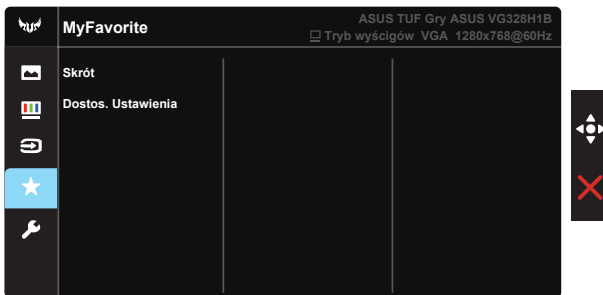 MyFavorite
ASUS TUF Gry ASUS VG328H1B
Tryb wyścigów VGA 1280x768@60Hz
Skrót
Dostos. Ustawienia